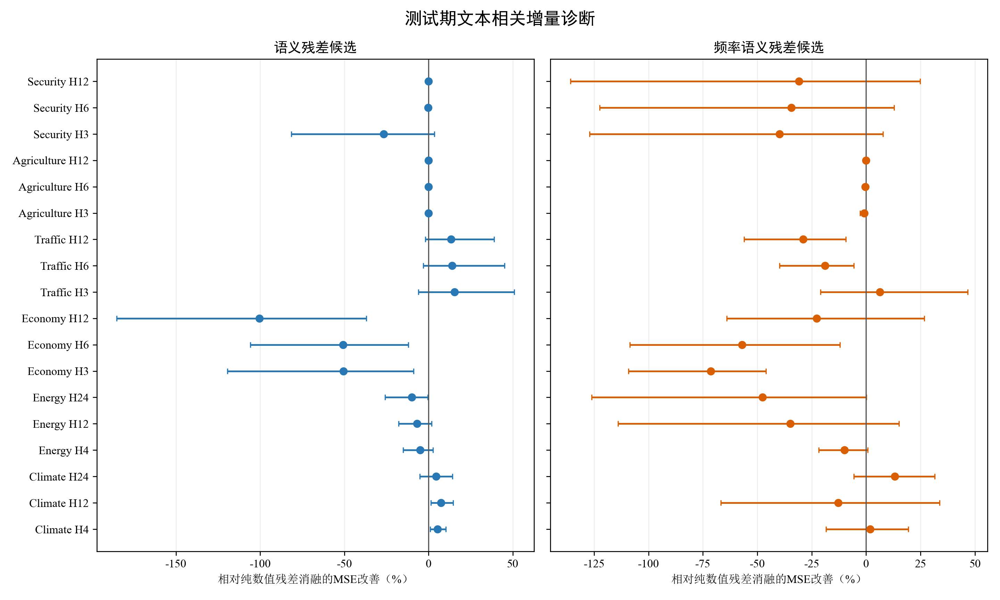 测试期文本相关增量诊断
语义残差候选
频率语义残差候选
Security H12
Security H6
Security H3
Agriculture H12
Agriculture H6
Agriculture H3
Traffic H12
Traffic H6
Traffic H3
Economy H12
Economy H6
Economy H3
Energy H24
Energy H12
Energy H4
Climate H24
Climate H12
Climate H4
-150 -100 -50 0 50
-125 -100 -75 -50 -25 0 25 50
相对纯数值残差消融的MSE改善（%）
相对纯数值残差消融的MSE改善（%）